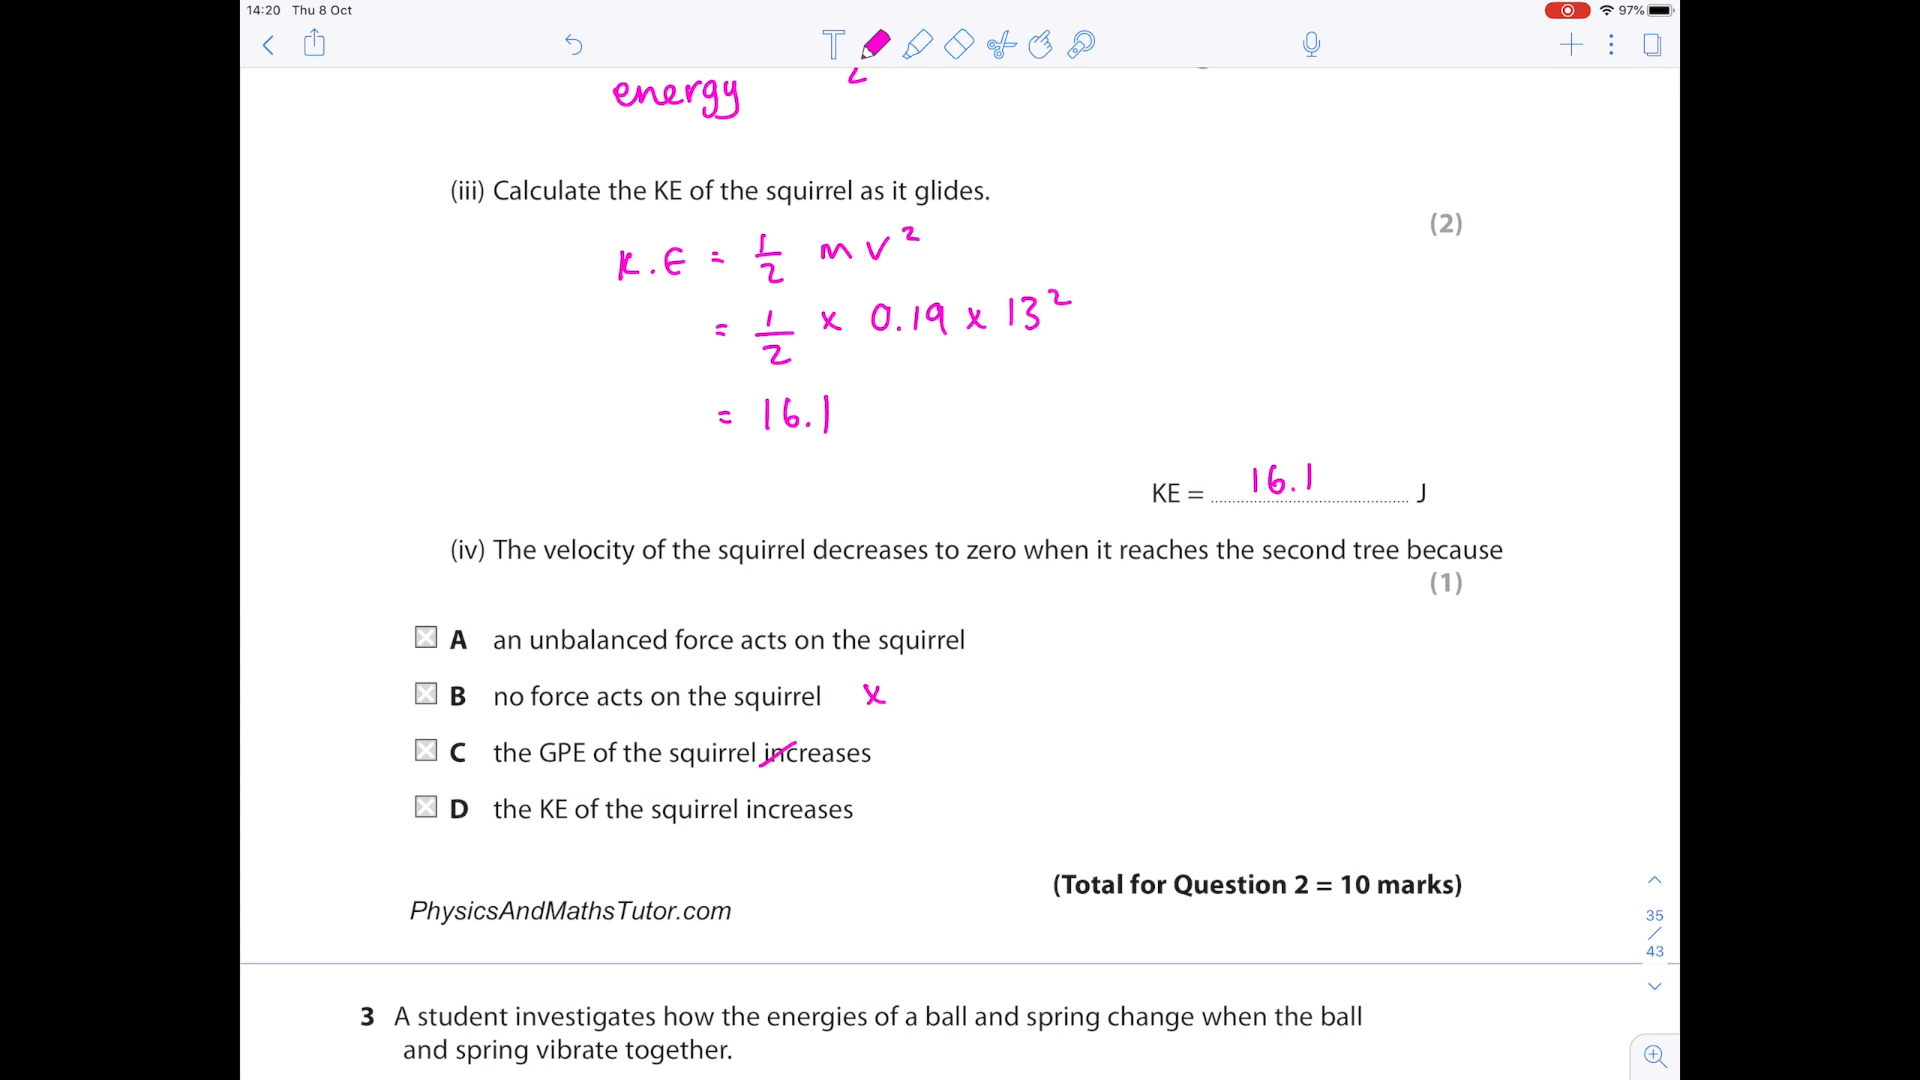 14:20 Thu 8 Oct 97%
T
energy 2
(iii) Calculate the KE of the squirrel as it glides.
(2)
K.E = 1/2 m v²
= 1/2 x 0.19 x 13²
= 16.1
KE = 16.1 J
(iv) The velocity of the squirrel decreases to zero when it reaches the second tree because
(1)
A an unbalanced force acts on the squirrel
B no force acts on the squirrel x
C the GPE of the squirrel increases
D the KE of the squirrel increases
(Total for Question 2 = 10 marks)
PhysicsAndMathsTutor.com
35
/
43
3 A student investigates how the energies of a ball and spring change when the ball
and spring vibrate together.